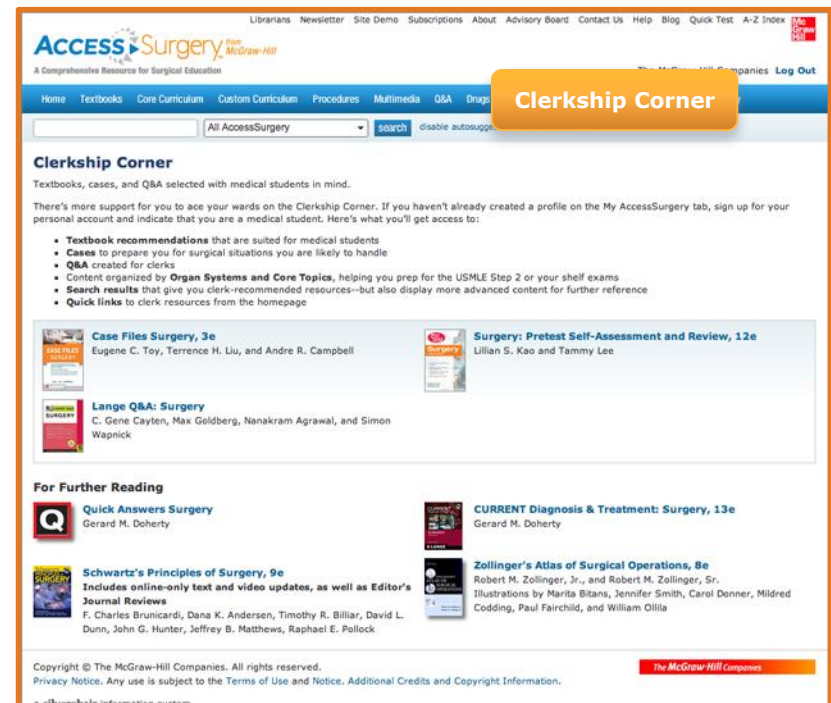 Librarians Newsletter Site Demo Subscriptions About Advisory Board Contact Us Help Blog Quick Test A-Z Index
Mc Graw Hill
ACCESS Surgery from McGraw-Hill
A Comprehensive Resource for Surgical Education
The McGraw-Hill Companies Log Out
Home Textbooks Core Curriculum Custom Curriculum Procedures Multimedia Q&A Drugs
Clerkship Corner
All AccessSurgery search disable autosugge
Clerkship Corner
Textbooks, cases, and Q&A selected with medical students in mind.
There's more support for you to ace your wards on the Clerkship Corner. If you haven't already created a profile on the My AccessSurgery tab, sign up for your
personal account and indicate that you are a medical student. Here's what you'll get access to:
▪ Textbook recommendations that are suited for medical students
▪ Cases to prepare you for surgical situations you are likely to handle
▪ Q&A created for clerks
▪ Content organized by Organ Systems and Core Topics, helping you prep for the USMLE Step 2 or your shelf exams
▪ Search results that give you clerk-recommended resources--but also display more advanced content for further reference
▪ Quick links to clerk resources from the homepage
Case Files Surgery, 3e
Eugene C. Toy, Terrence H. Liu, and Andre R. Campbell
Surgery: Pretest Self-Assessment and Review, 12e
Lillian S. Kao and Tammy Lee
Lange Q&A: Surgery
C. Gene Cayten, Max Goldberg, Nanakram Agrawal, and Simon
Wapnick
For Further Reading
Q
Quick Answers Surgery
Gerard M. Doherty
CURRENT Diagnosis & Treatment: Surgery, 13e
Gerard M. Doherty
Schwartz's Principles of Surgery, 9e
Includes online-only text and video updates, as well as Editor's
Journal Reviews
F. Charles Brunicardi, Dana K. Andersen, Timothy R. Billiar, David L.
Dunn, John G. Hunter, Jeffrey B. Matthews, Raphael E. Pollock
Zollinger's Atlas of Surgical Operations, 8e
Robert M. Zollinger, Jr., and Robert M. Zollinger, Sr.
Illustrations by Marita Bitans, Jennifer Smith, Carol Donner, Mildred
Codding, Paul Fairchild, and William Ollila
Copyright © The McGraw-Hill Companies. All rights reserved.
Privacy Notice. Any use is subject to the Terms of Use and Notice. Additional Credits and Copyright Information.
The McGraw-Hill Companies